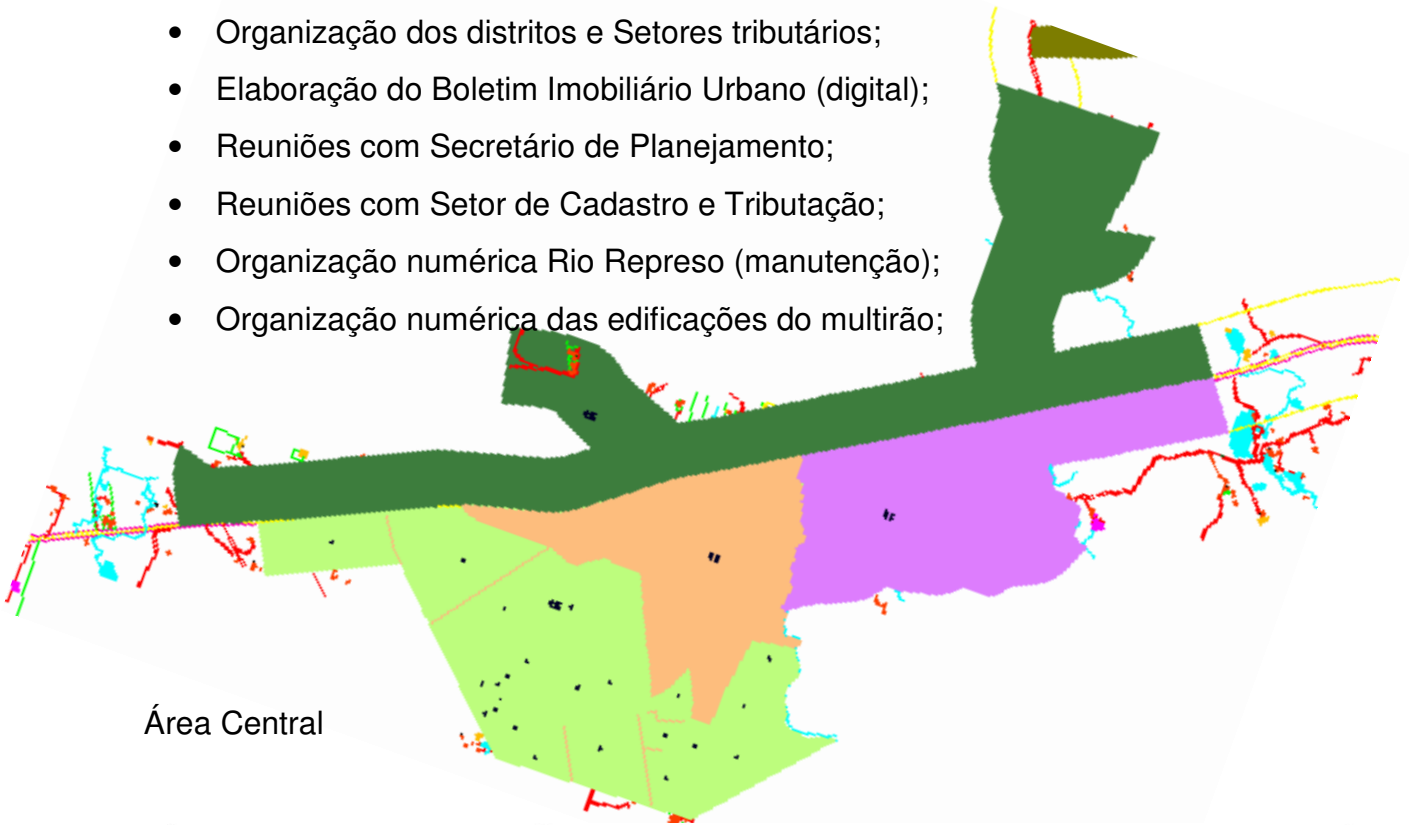 • Organização dos distritos e Setores tributários;
• Elaboração do Boletim Imobiliário Urbano (digital);
• Reuniões com Secretário de Planejamento;
• Reuniões com Setor de Cadastro e Tributação;
• Organização numérica Rio Represo (manutenção);
• Organização numérica das edificações do multirão;
Área Central